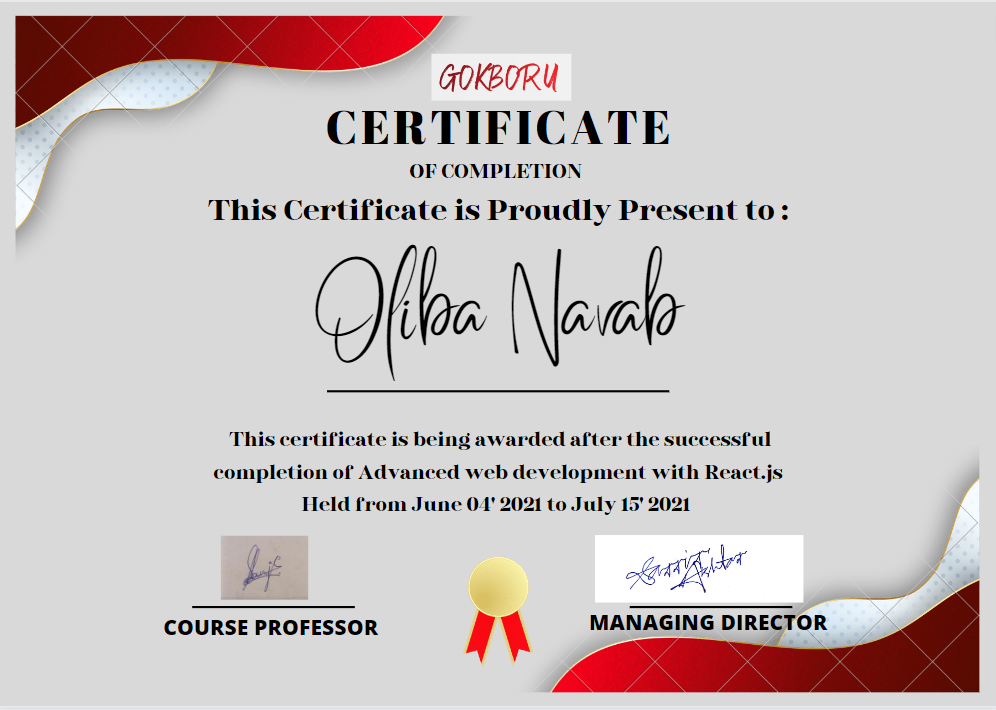 GOKBORU
CERTIFICATE
OF COMPLETION
This Certificate is Proudly Present to :
Oliba Navab
This certificate is being awarded after the successful
completion of Advanced web development with React.js
Held from June 04' 2021 to July 15' 2021
COURSE PROFESSOR
MANAGING DIRECTOR